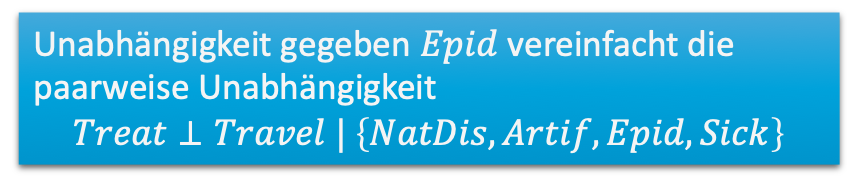 Unabhängigkeit gegeben Epid vereinfacht die
paarweise Unabhängigkeit
Treat ⊥ Travel | {NatDis, Artif, Epid, Sick}